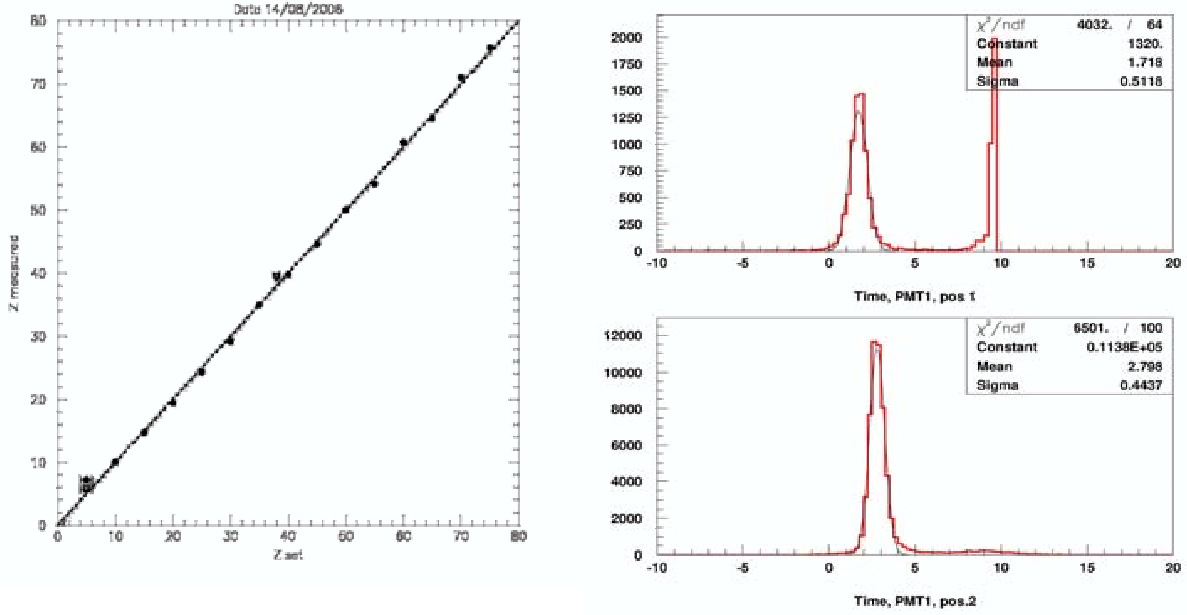 Data 14/08/2006
80
70
60
50
40
30
20
10
0
Z measured
0 10 20 30 40 50 60 70 80
Z set
χ²/ndf 4032. / 64
Constant 1320.
Mean 1.718
Sigma 0.5118
2000
1750
1500
1250
1000
750
500
250
0
-10 -5 0 5 10 15 20
Time, PMT1, pos.1
χ²/ndf 6501. / 100
Constant 0.1138E+05
Mean 2.798
Sigma 0.4437
12000
10000
8000
6000
4000
2000
0
-10 -5 0 5 10 15 20
Time, PMT1, pos.2